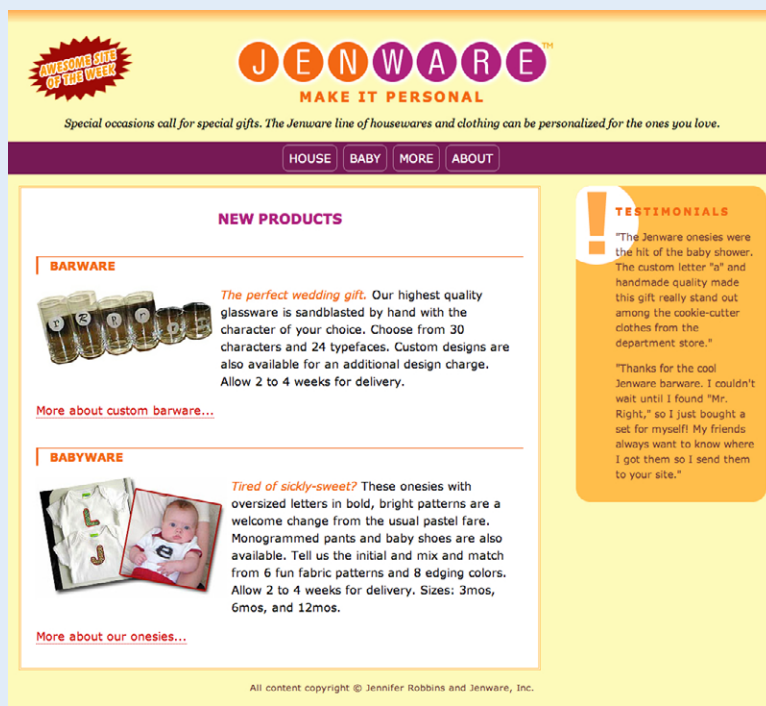 AWESOME SITE
OF THE WEEK
JENWARE™
MAKE IT PERSONAL
Special occasions call for special gifts. The Jenware line of housewares and clothing can be personalized for the ones you love.
HOUSE BABY MORE ABOUT
NEW PRODUCTS
BARWARE
The perfect wedding gift. Our highest quality
glassware is sandblasted by hand with the
character of your choice. Choose from 30
characters and 24 typefaces. Custom designs are
also available for an additional design charge.
Allow 2 to 4 weeks for delivery.
More about custom barware...
BABYWARE
L
J
e
Tired of sickly-sweet? These onesies with
oversized letters in bold, bright patterns are a
welcome change from the usual pastel fare.
Monogrammed pants and baby shoes are also
available. Tell us the initial and mix and match
from 6 fun fabric patterns and 8 edging colors.
Allow 2 to 4 weeks for delivery. Sizes: 3mos,
6mos, and 12mos.
More about our onesies...
!
TESTIMONIALS
"The Jenware onesies were
the hit of the baby shower.
The custom letter "a" and
handmade quality made
this gift really stand out
among the cookie-cutter
clothes from the
department store."
"Thanks for the cool
Jenware barware. I couldn't
wait until I found "Mr.
Right," so I just bought a
set for myself! My friends
always want to know where
I got them so I send them
to your site."
All content copyright © Jennifer Robbins and Jenware, Inc.